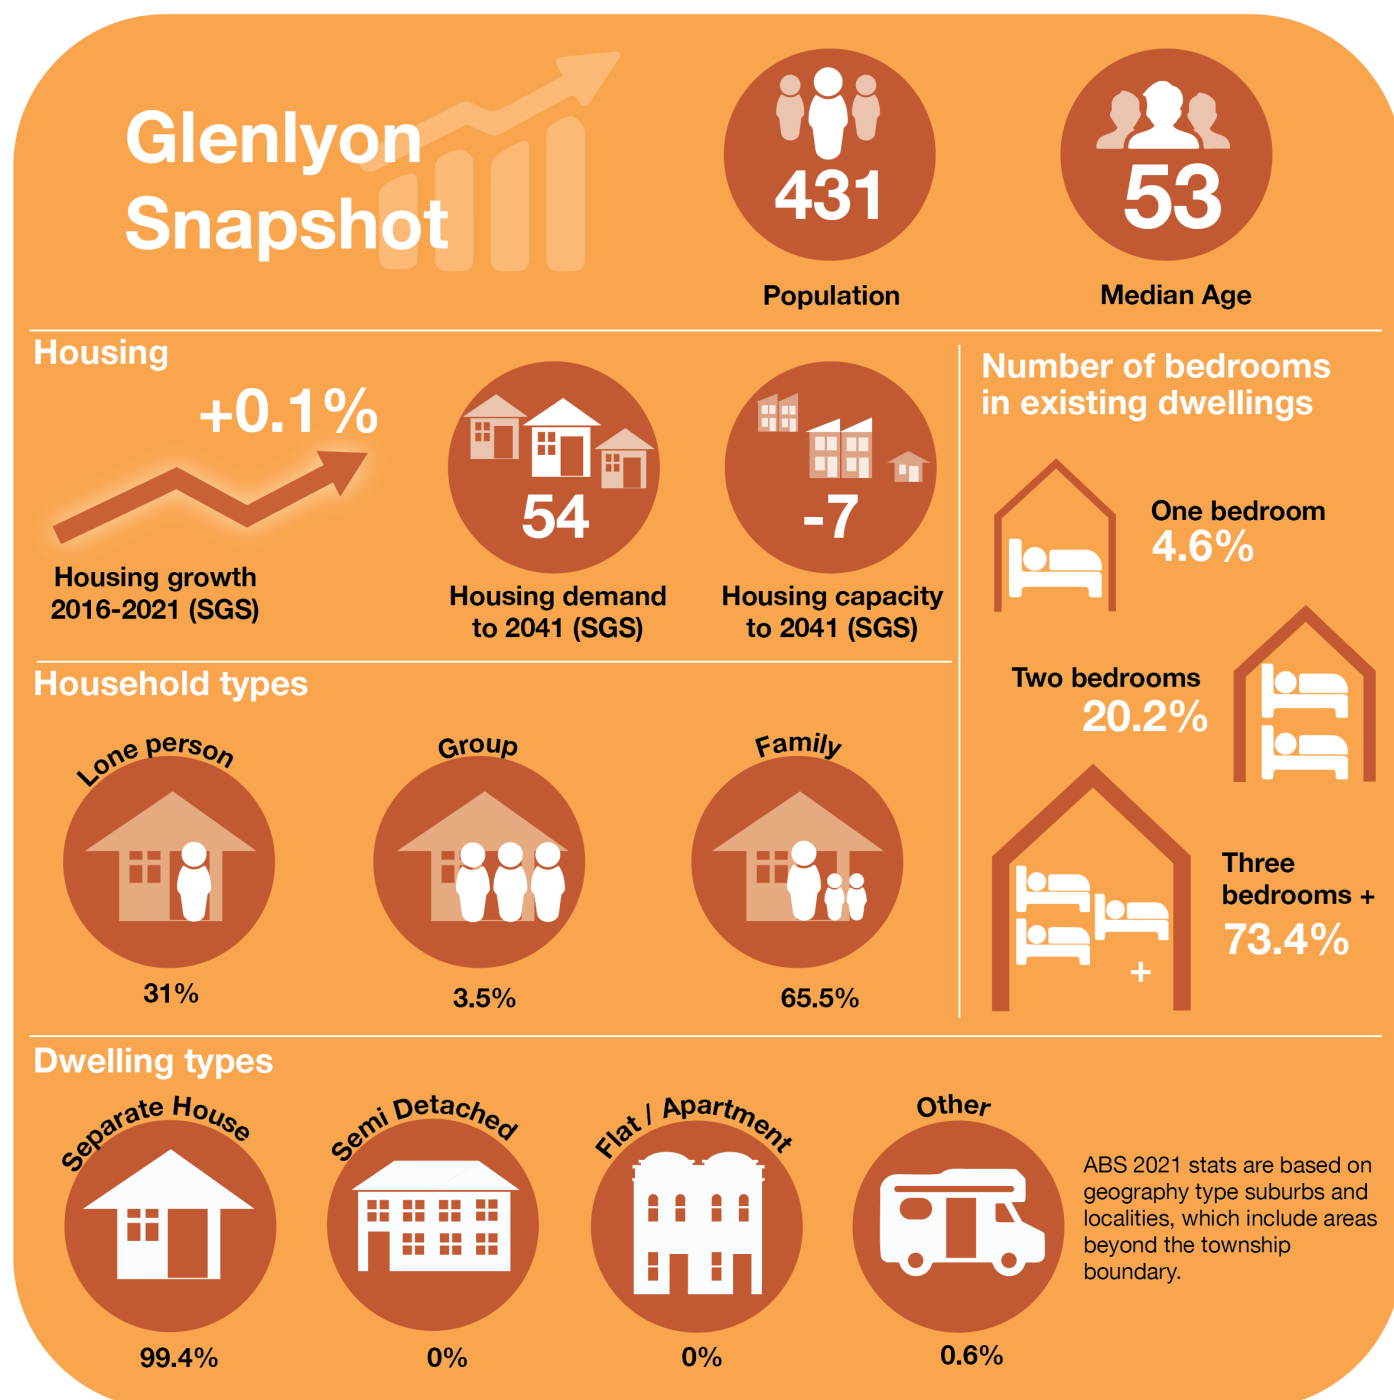 Glenlyon
Snapshot
431
Population
53
Median Age
Housing
+0.1%
Housing growth
2016-2021 (SGS)
54
Housing demand
to 2041 (SGS)
-7
Housing capacity
to 2041 (SGS)
Number of bedrooms
in existing dwellings
One bedroom
4.6%
Two bedrooms
20.2%
Three
bedrooms +
73.4%
+
Household types
Lone person
31%
Group
3.5%
Family
65.5%
Dwelling types
Separate House
99.4%
Semi Detached
0%
Flat / Apartment
0%
Other
0.6%
ABS 2021 stats are based on
geography type suburbs and
localities, which include areas
beyond the township
boundary.